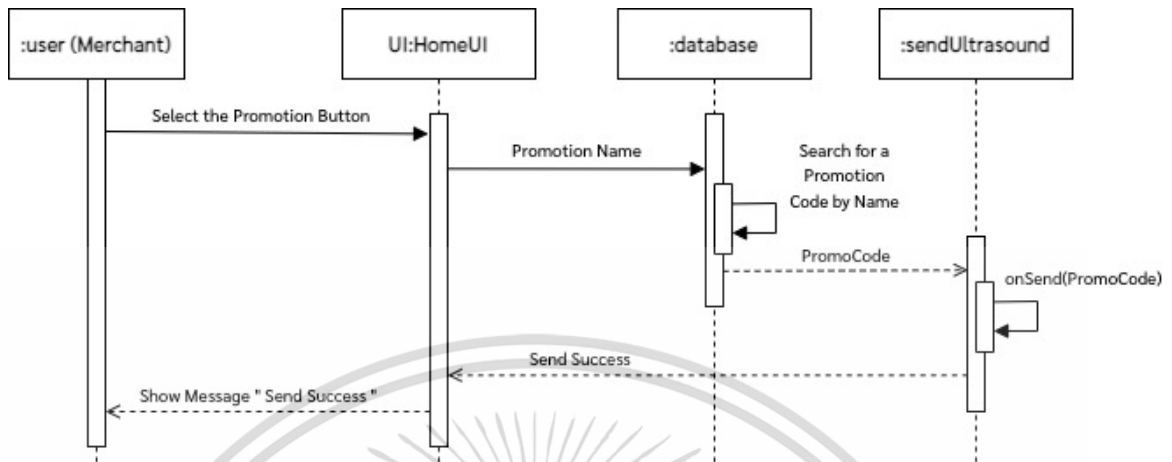 :user (Merchant)
UI:HomeUI
:database
:sendUltrasound
Select the Promotion Button
Promotion Name
Search for a
Promotion
Code by Name
PromoCode
onSend(PromoCode)
Send Success
Show Message " Send Success "